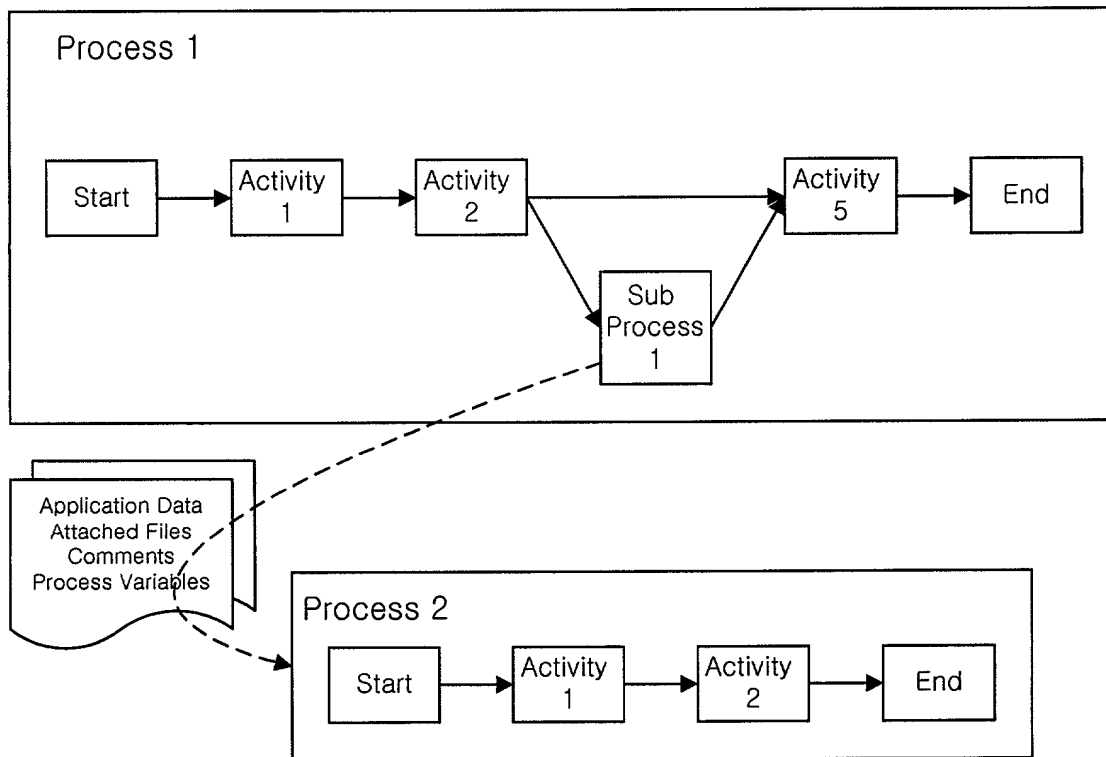 Process 1
Start
Activity
1
Activity
2
Activity
5
End
Sub
Process
1
Application Data
Attached Files
Comments
Process Variables
Process 2
Start
Activity
1
Activity
2
End